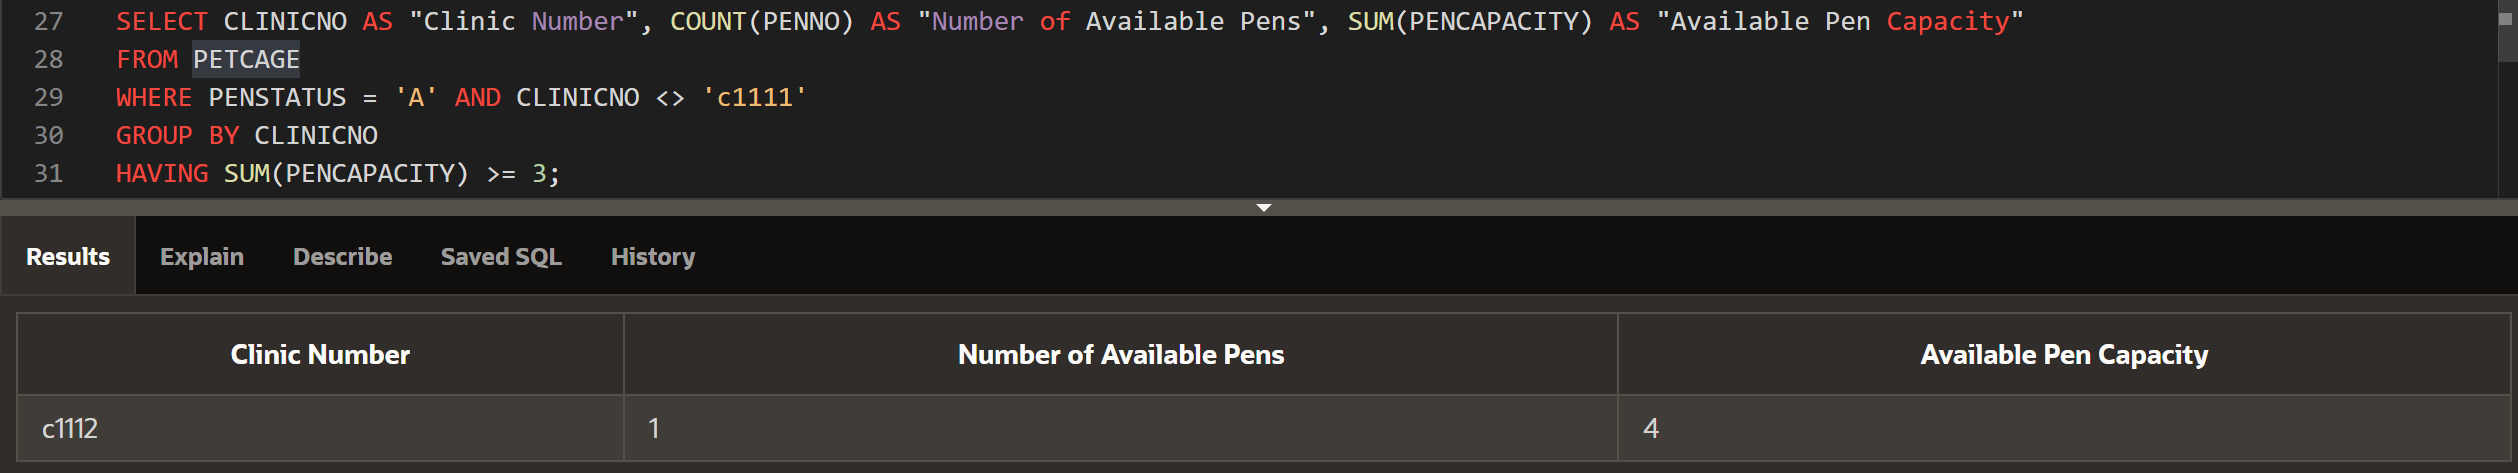 27 SELECT CLINICNO AS "Clinic Number", COUNT(PENNO) AS "Number of Available Pens", SUM(PENCAPACITY) AS "Available Pen Capacity"
28 FROM PETCAGE
29 WHERE PENSTATUS = 'A' AND CLINICNO <> 'c1111'
30 GROUP BY CLINICNO
31 HAVING SUM(PENCAPACITY) >= 3;
Results Explain Describe Saved SQL History
Clinic Number Number of Available Pens Available Pen Capacity
c1112 1 4